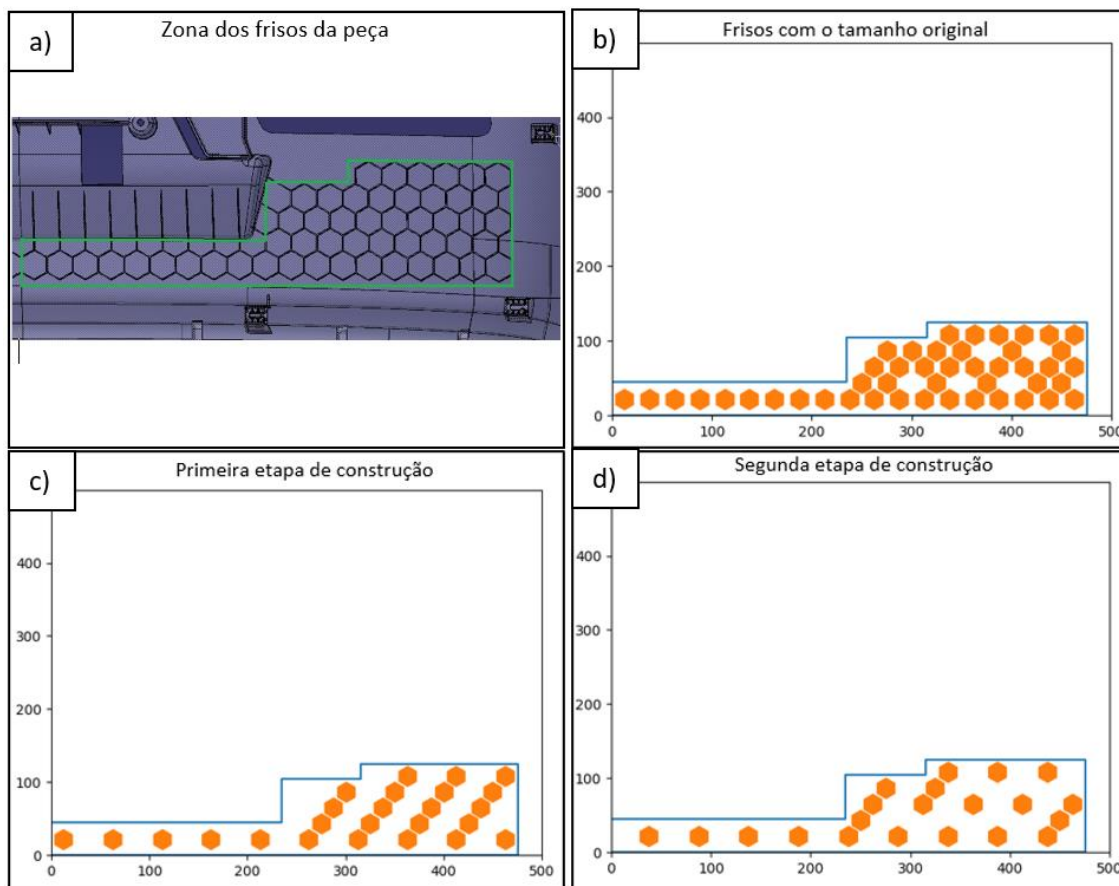 a)
Zona dos frisos da peça
b)
Frisos com o tamanho original
400
300
200
100
0
0 100 200 300 400 500
c)
Primeira etapa de construção
400
300
200
100
0
0 100 200 300 400 500
d)
Segunda etapa de construção
400
300
200
100
0
0 100 200 300 400 500